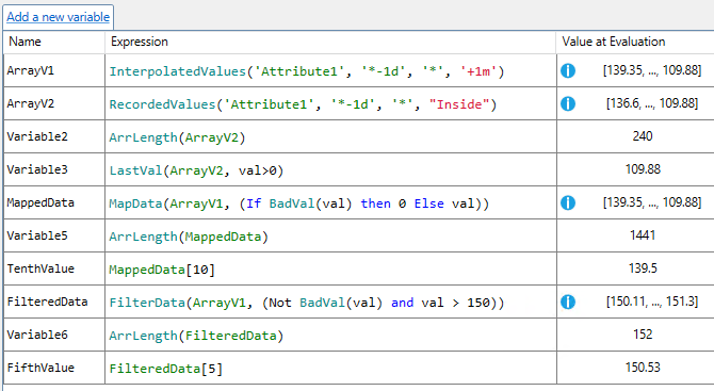 Add a new variable
Name Expression Value at Evaluation
ArrayV1 InterpolatedValues('Attribute1', '*-1d', '*', '+1m') [139.35, ..., 109.88]
ArrayV2 RecordedValues('Attribute1', '*-1d', '*', "Inside") [136.6, ..., 109.88]
Variable2 ArrLength(ArrayV2) 240
Variable3 LastVal(ArrayV2, val>0) 109.88
MappedData MapData(ArrayV1, (If BadVal(val) then 0 Else val)) [139.35, ..., 109.88]
Variable5 ArrLength(MappedData) 1441
TenthValue MappedData[10] 139.5
FilteredData FilterData(ArrayV1, (Not BadVal(val) and val > 150)) [150.11, ..., 151.3]
Variable6 ArrLength(FilteredData) 152
FifthValue FilteredData[5] 150.53